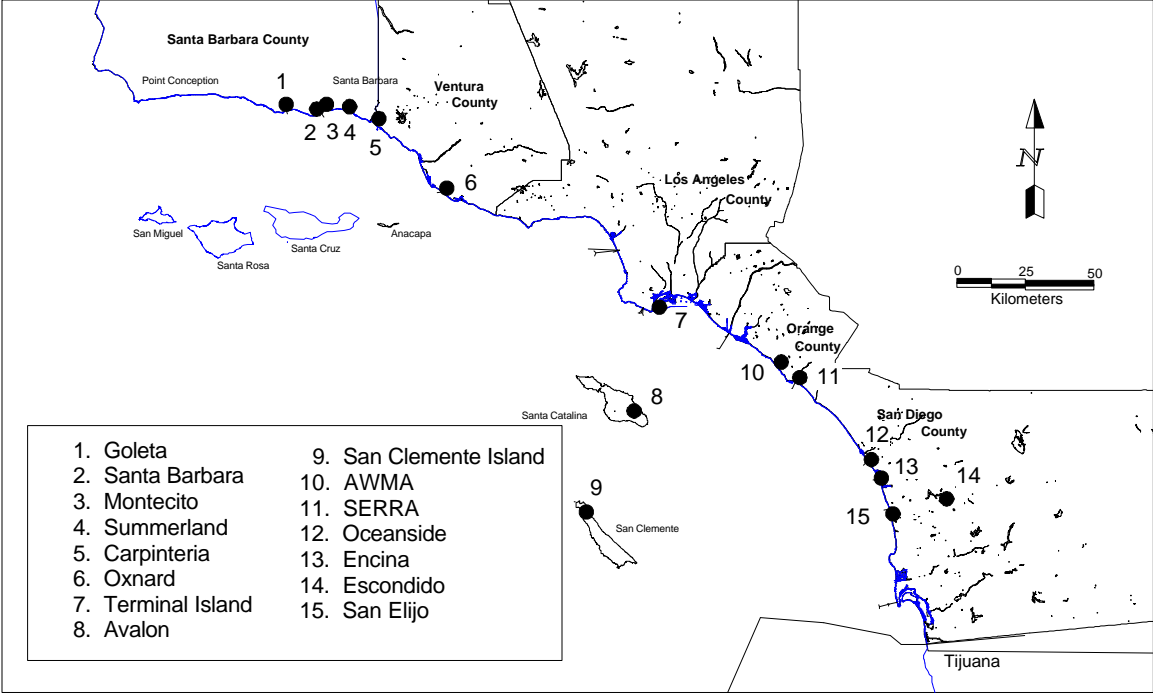 Santa Barbara County
Point Conception
Santa Barbara
Ventura
County
1
2
3
4
5
6
San Miguel
Santa Rosa
Santa Cruz
Anacapa
Los Angeles
County
N
0 25 50
Kilometers
7
Orange
County
10
11
8
Santa Catalina
San Diego
County
12
13
14
15
9
San Clemente
Tijuana
1. Goleta
2. Santa Barbara
3. Montecito
4. Summerland
5. Carpinteria
6. Oxnard
7. Terminal Island
8. Avalon
9. San Clemente Island
10. AWMA
11. SERRA
12. Oceanside
13. Encina
14. Escondido
15. San Elijo